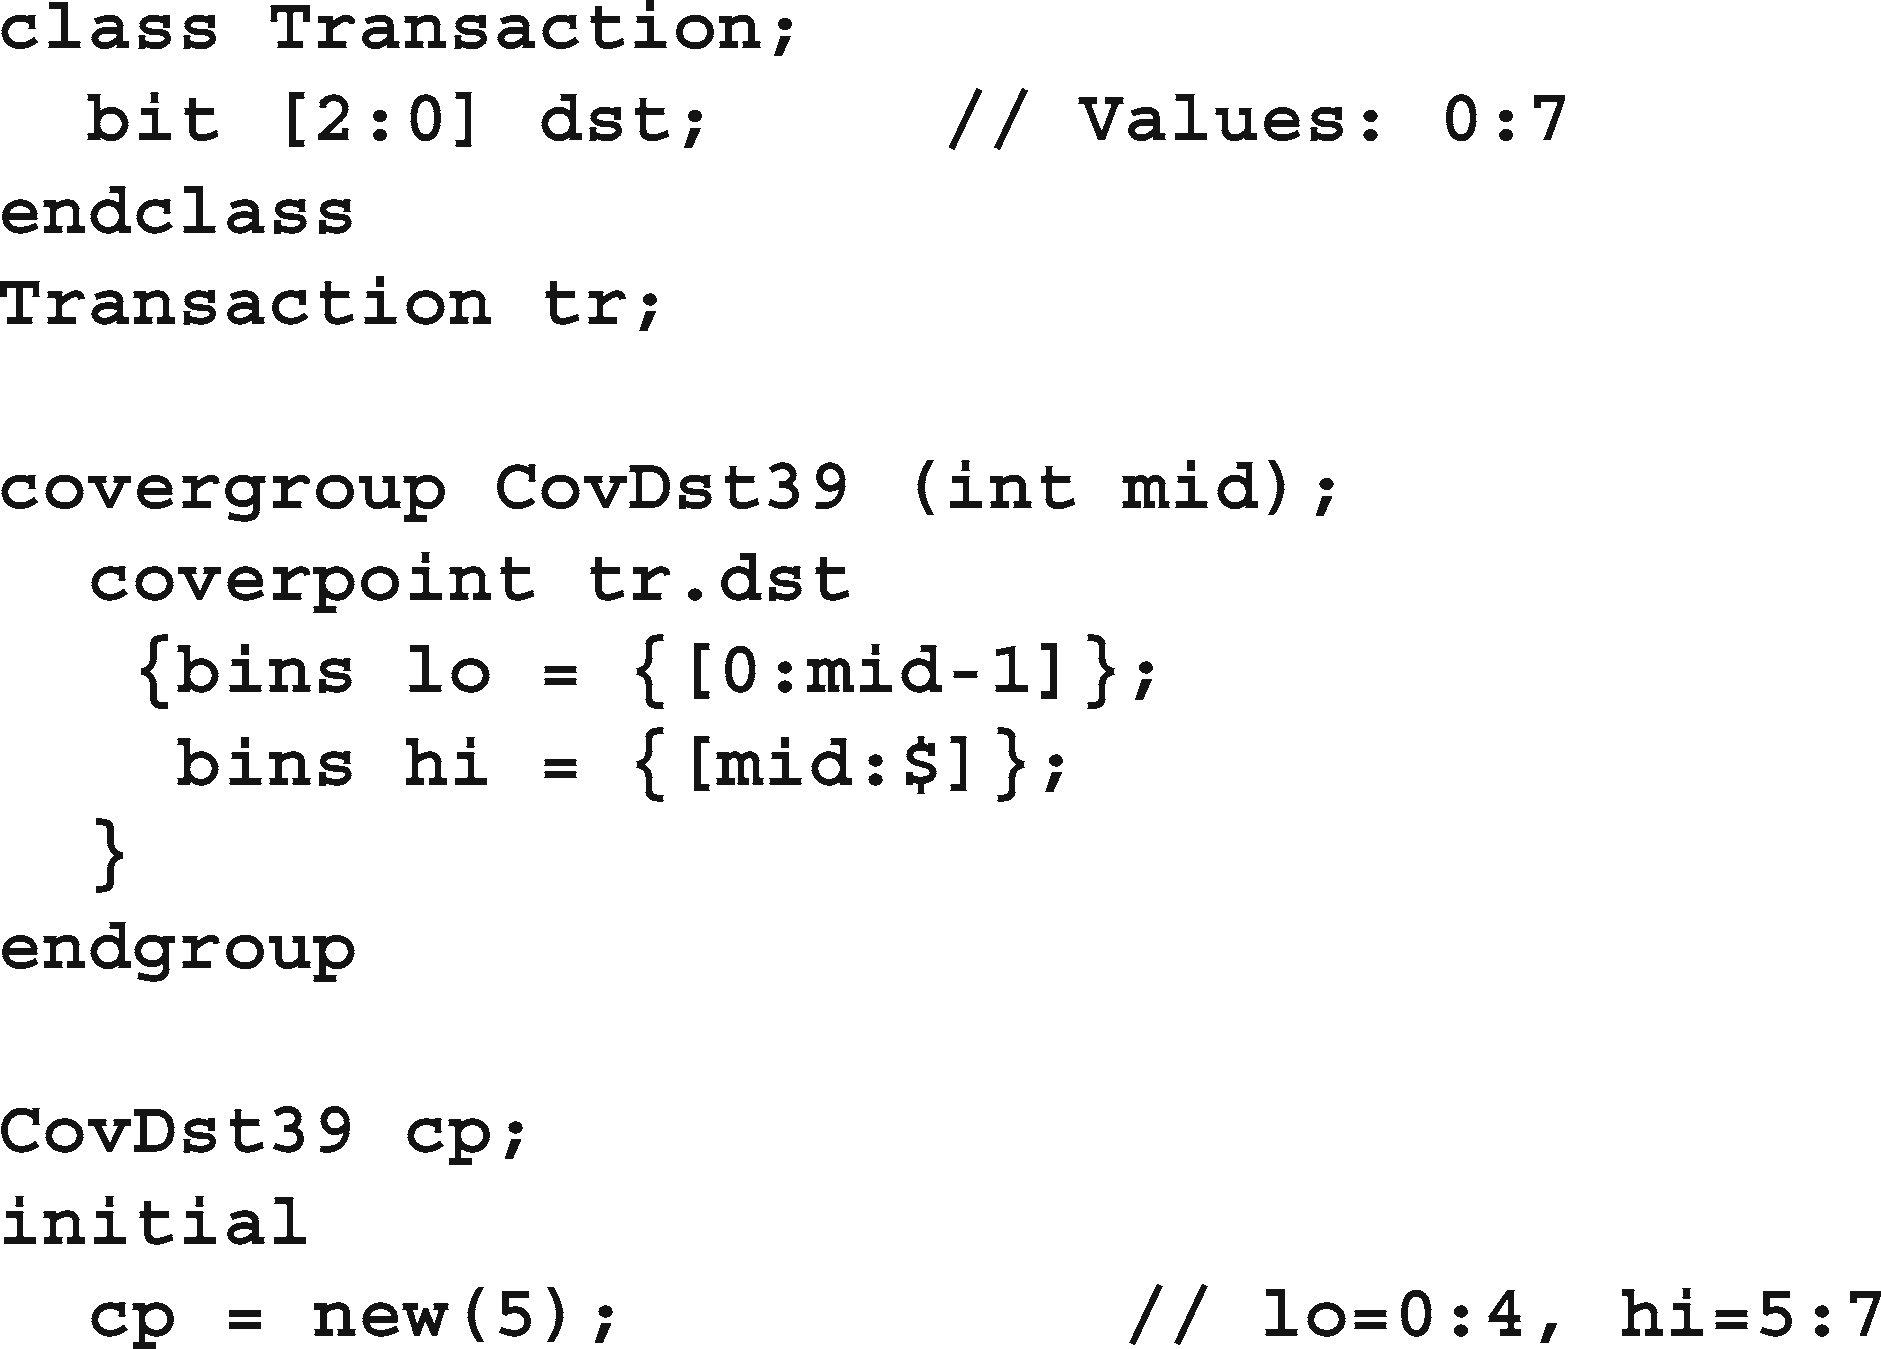 class Transaction;
  bit [2:0] dst;     // Values: 0:7
endclass
Transaction tr;

covergroup CovDst39 (int mid);
  coverpoint tr.dst
   {bins lo = {[0:mid-1]};
    bins hi = {[mid:$]};
  }
endgroup

CovDst39 cp;
initial
  cp = new(5);           // lo=0:4, hi=5:7